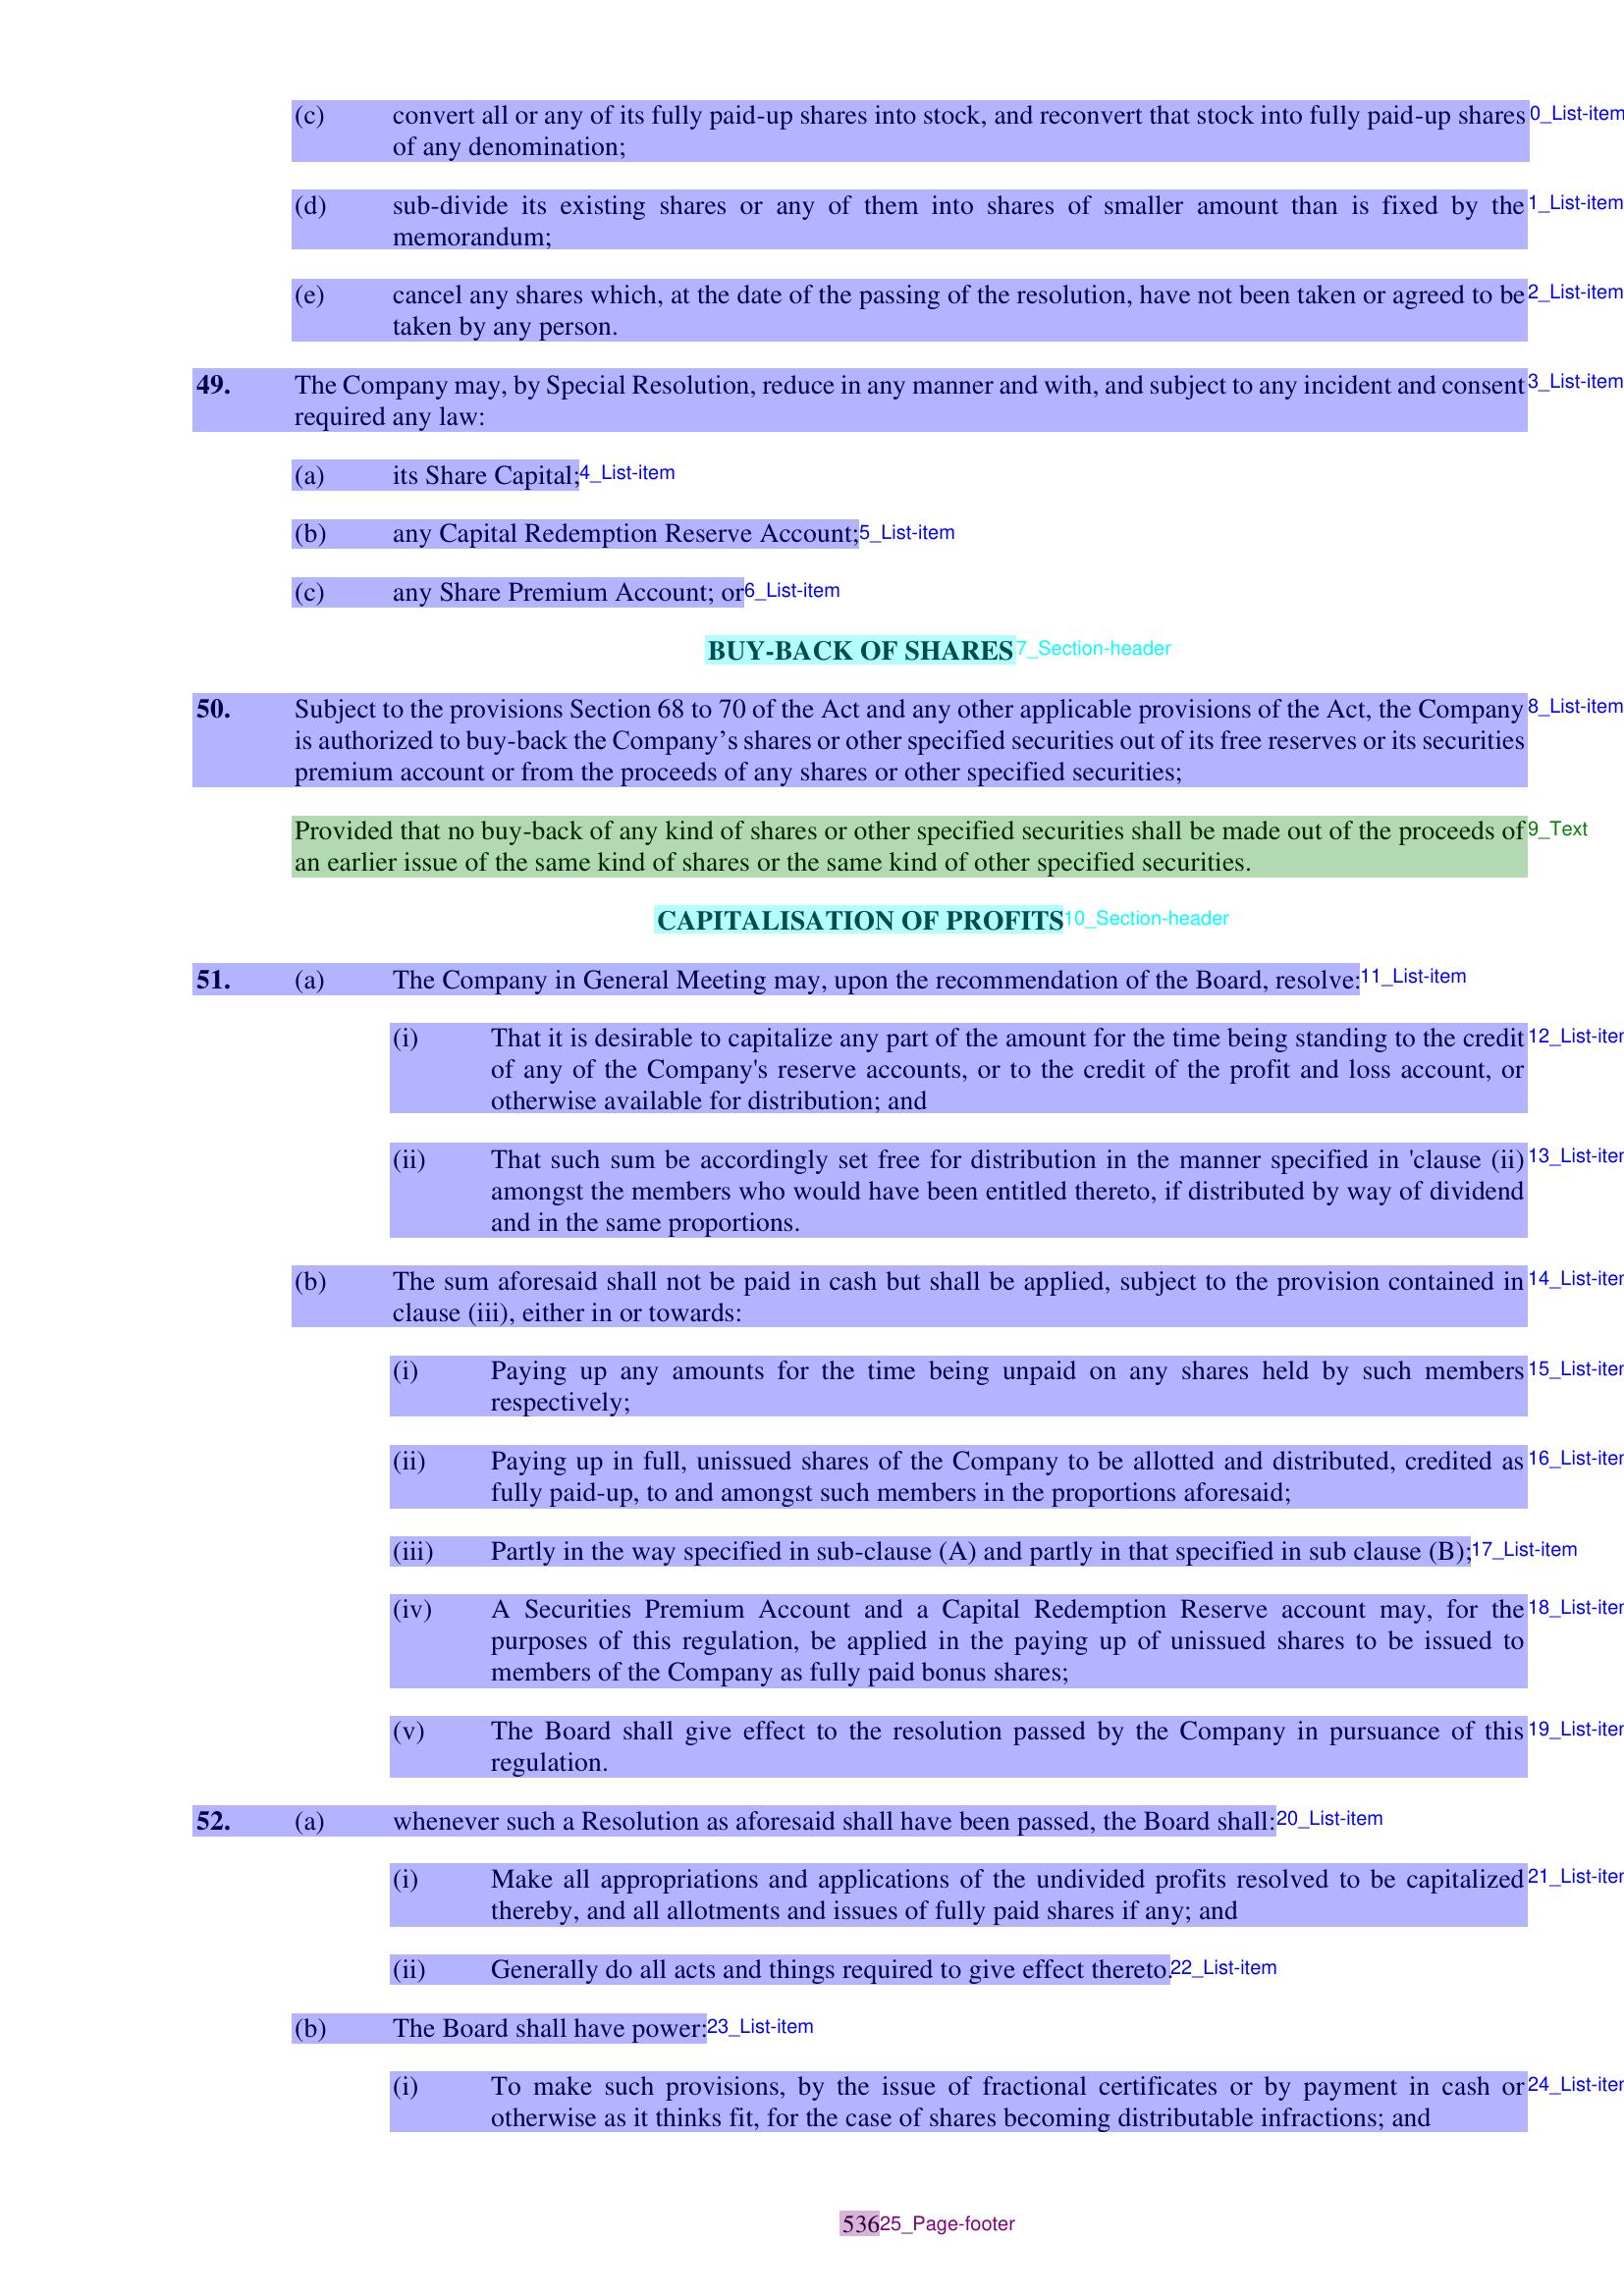 (c) convert all or any of its fully paid-up shares into stock, and reconvert that stock into fully paid-up shares 0_List-item
of any denomination;
(d) sub-divide its existing shares or any of them into shares of smaller amount than is fixed by the 1_List-item
memorandum;
(e) cancel any shares which, at the date of the passing of the resolution, have not been taken or agreed to be 2_List-item
taken by any person.
49. The Company may, by Special Resolution, reduce in any manner and with, and subject to any incident and consent 3_List-item
required any law:
(a) its Share Capital; 4_List-item
(b) any Capital Redemption Reserve Account; 5_List-item
(c) any Share Premium Account; or 6_List-item
BUY-BACK OF SHARES 7_Section-header
50. Subject to the provisions Section 68 to 70 of the Act and any other applicable provisions of the Act, the Company 8_List-item
is authorized to buy-back the Company’s shares or other specified securities out of its free reserves or its securities
premium account or from the proceeds of any shares or other specified securities;
Provided that no buy-back of any kind of shares or other specified securities shall be made out of the proceeds of 9_Text
an earlier issue of the same kind of shares or the same kind of other specified securities.
CAPITALISATION OF PROFITS 10_Section-header
51. (a) The Company in General Meeting may, upon the recommendation of the Board, resolve: 11_List-item
(i) That it is desirable to capitalize any part of the amount for the time being standing to the credit 12_List-iter
of any of the Company's reserve accounts, or to the credit of the profit and loss account, or
otherwise available for distribution; and
(ii) That such sum be accordingly set free for distribution in the manner specified in 'clause (ii) 13_List-iter
amongst the members who would have been entitled thereto, if distributed by way of dividend
and in the same proportions.
(b) The sum aforesaid shall not be paid in cash but shall be applied, subject to the provision contained in 14_List-iter
clause (iii), either in or towards:
(i) Paying up any amounts for the time being unpaid on any shares held by such members 15_List-iter
respectively;
(ii) Paying up in full, unissued shares of the Company to be allotted and distributed, credited as 16_List-iter
fully paid-up, to and amongst such members in the proportions aforesaid;
(iii) Partly in the way specified in sub-clause (A) and partly in that specified in sub clause (B); 17_List-item
(iv) A Securities Premium Account and a Capital Redemption Reserve account may, for the 18_List-iter
purposes of this regulation, be applied in the paying up of unissued shares to be issued to
members of the Company as fully paid bonus shares;
(v) The Board shall give effect to the resolution passed by the Company in pursuance of this 19_List-iter
regulation.
52. (a) whenever such a Resolution as aforesaid shall have been passed, the Board shall: 20_List-item
(i) Make all appropriations and applications of the undivided profits resolved to be capitalized 21_List-iter
thereby, and all allotments and issues of fully paid shares if any; and
(ii) Generally do all acts and things required to give effect thereto. 22_List-item
(b) The Board shall have power: 23_List-item
(i) To make such provisions, by the issue of fractional certificates or by payment in cash or 24_List-iter
otherwise as it thinks fit, for the case of shares becoming distributable infractions; and
536 25_Page-footer